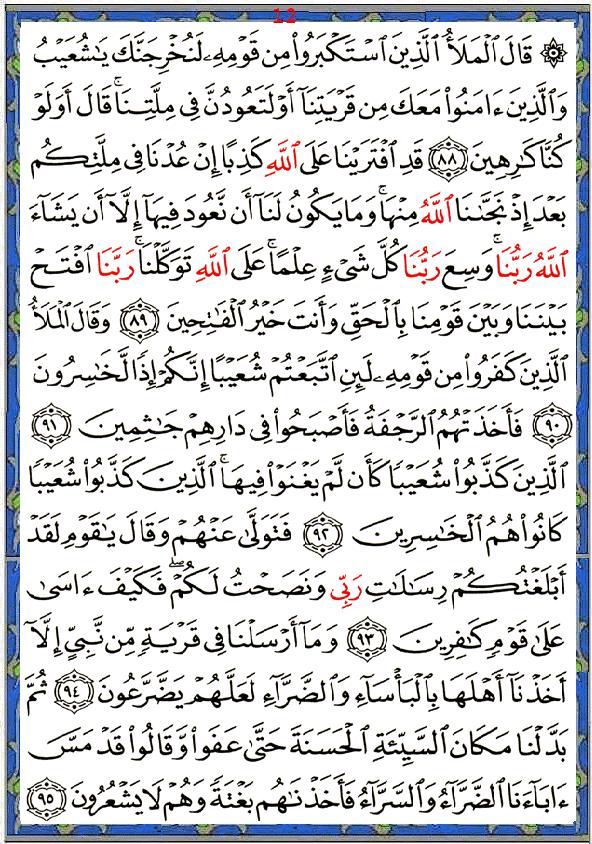 12
۞ قَالَ ٱلْمَلَأُ ٱلَّذِينَ ٱسْتَكْبَرُوا۟ مِن قَوْمِهِۦ لَنُخْرِجَنَّكَ يَـٰشُعَيْبُ
وَٱلَّذِينَ ءَامَنُوا۟ مَعَكَ مِن قَرْيَتِنَآ أَوْ لَتَعُودُنَّ فِى مِلَّتِنَا ۚ قَالَ أَوَلَوْ
كُنَّا كَـٰرِهِينَ ٨٨ قَدِ ٱفْتَرَيْنَا عَلَى ٱللَّهِ كَذِبًا إِنْ عُدْنَا فِى مِلَّتِكُم
بَعْدَ إِذْ نَجَّىٰنَا ٱللَّهُ مِنْهَا ۚ وَمَا يَكُونُ لَنَآ أَن نَّعُودَ فِيهَآ إِلَّآ أَن يَشَآءَ
ٱللَّهُ رَبُّنَا ۚ وَسِعَ رَبُّنَا كُلَّ شَىْءٍ عِلْمًا ۚ عَلَى ٱللَّهِ تَوَكَّلْنَا ۚ رَبَّنَا ٱفْتَحْ
بَيْنَنَا وَبَيْنَ قَوْمِنَا بِٱلْحَقِّ وَأَنتَ خَيْرُ ٱلْفَـٰتِحِينَ ٨٩ وَقَالَ ٱلْمَلَأُ
ٱلَّذِينَ كَفَرُوا۟ مِن قَوْمِهِۦ لَئِنِ ٱتَّبَعْتُمْ شُعَيْبًا إِنَّكُمْ إِذًا لَّخَـٰسِرُونَ
٩٠ فَأَخَذَتْهُمُ ٱلرَّجْفَةُ فَأَصْبَحُوا۟ فِى دَارِهِمْ جَـٰثِمِينَ ٩١
ٱلَّذِينَ كَذَّبُوا۟ شُعَيْبًا كَأَن لَّمْ يَغْنَوْا۟ فِيهَا ۚ ٱلَّذِينَ كَذَّبُوا۟ شُعَيْبًا
كَانُوا۟ هُمُ ٱلْخَـٰسِرِينَ ٩٢ فَتَوَلَّىٰ عَنْهُمْ وَقَالَ يَـٰقَوْمِ لَقَدْ
أَبْلَغْتُكُمْ رِسَـٰلَـٰتِ رَبِّى وَنَصَحْتُ لَكُمْ ۖ فَكَيْفَ ءَاسَىٰ
عَلَىٰ قَوْمٍ كَـٰفِرِينَ ٩٣ وَمَآ أَرْسَلْنَا فِى قَرْيَةٍ مِّن نَّبِىٍّ إِلَّآ
أَخَذْنَآ أَهْلَهَا بِٱلْبَأْسَآءِ وَٱلضَّرَّآءِ لَعَلَّهُمْ يَضَّرَّعُونَ ٩٤ ثُمَّ
بَدَّلْنَا مَكَانَ ٱلسَّيِّئَةِ ٱلْحَسَنَةَ حَتَّىٰ عَفَوا۟ وَّقَالُوا۟ قَدْ مَسَّ
ءَابَآءَنَا ٱلضَّرَّآءُ وَٱلسَّرَّآءُ فَأَخَذْنَـٰهُم بَغْتَةً وَهُمْ لَا يَشْعُرُونَ ٩٥